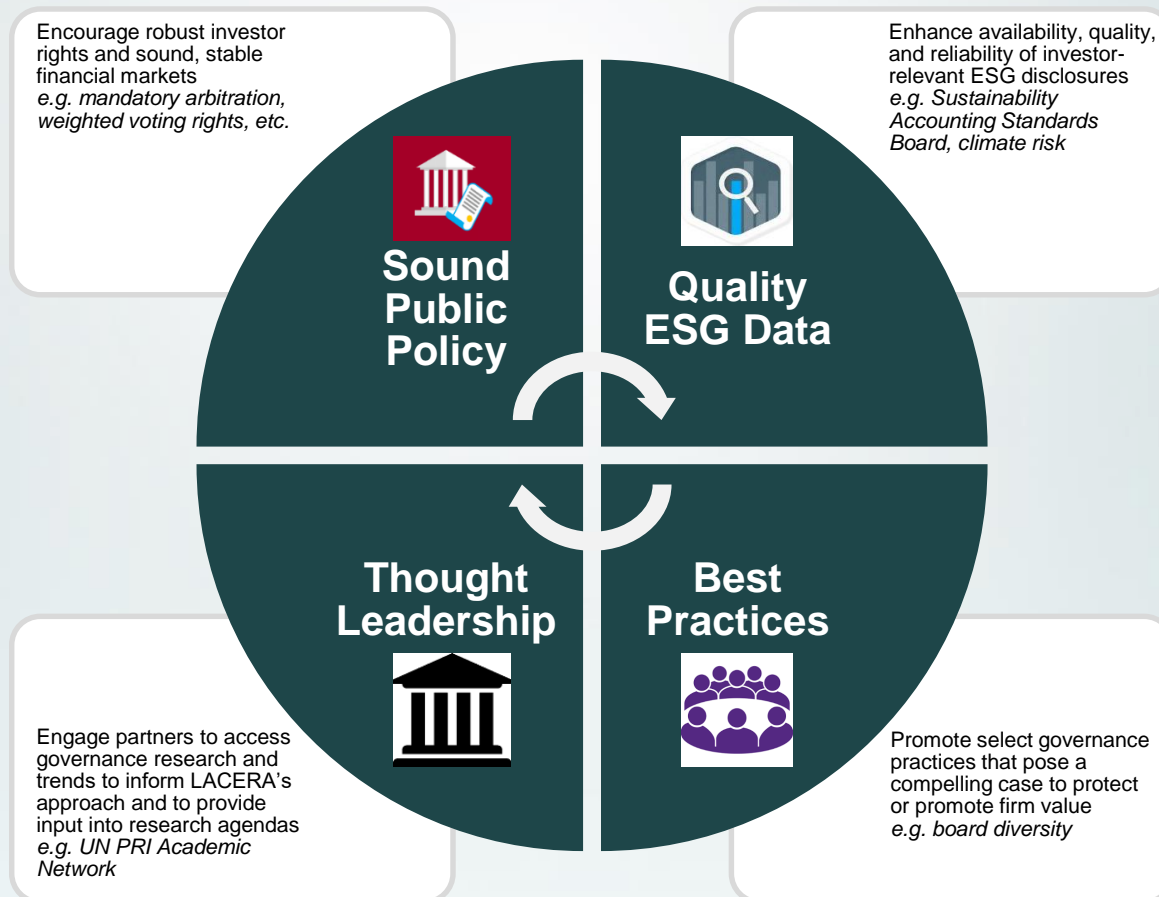 Encourage robust investor
rights and sound, stable
financial markets
e.g. mandatory arbitration,
weighted voting rights, etc.
Enhance availability, quality,
and reliability of investor-
relevant ESG disclosures
e.g. Sustainability
Accounting Standards
Board, climate risk
Sound
Public
Policy
Quality
ESG Data
Thought
Leadership
Best
Practices
Engage partners to access
governance research and
trends to inform LACERA’s
approach and to provide
input into research agendas
e.g. UN PRI Academic
Network
Promote select governance
practices that pose a
compelling case to protect
or promote firm value
e.g. board diversity